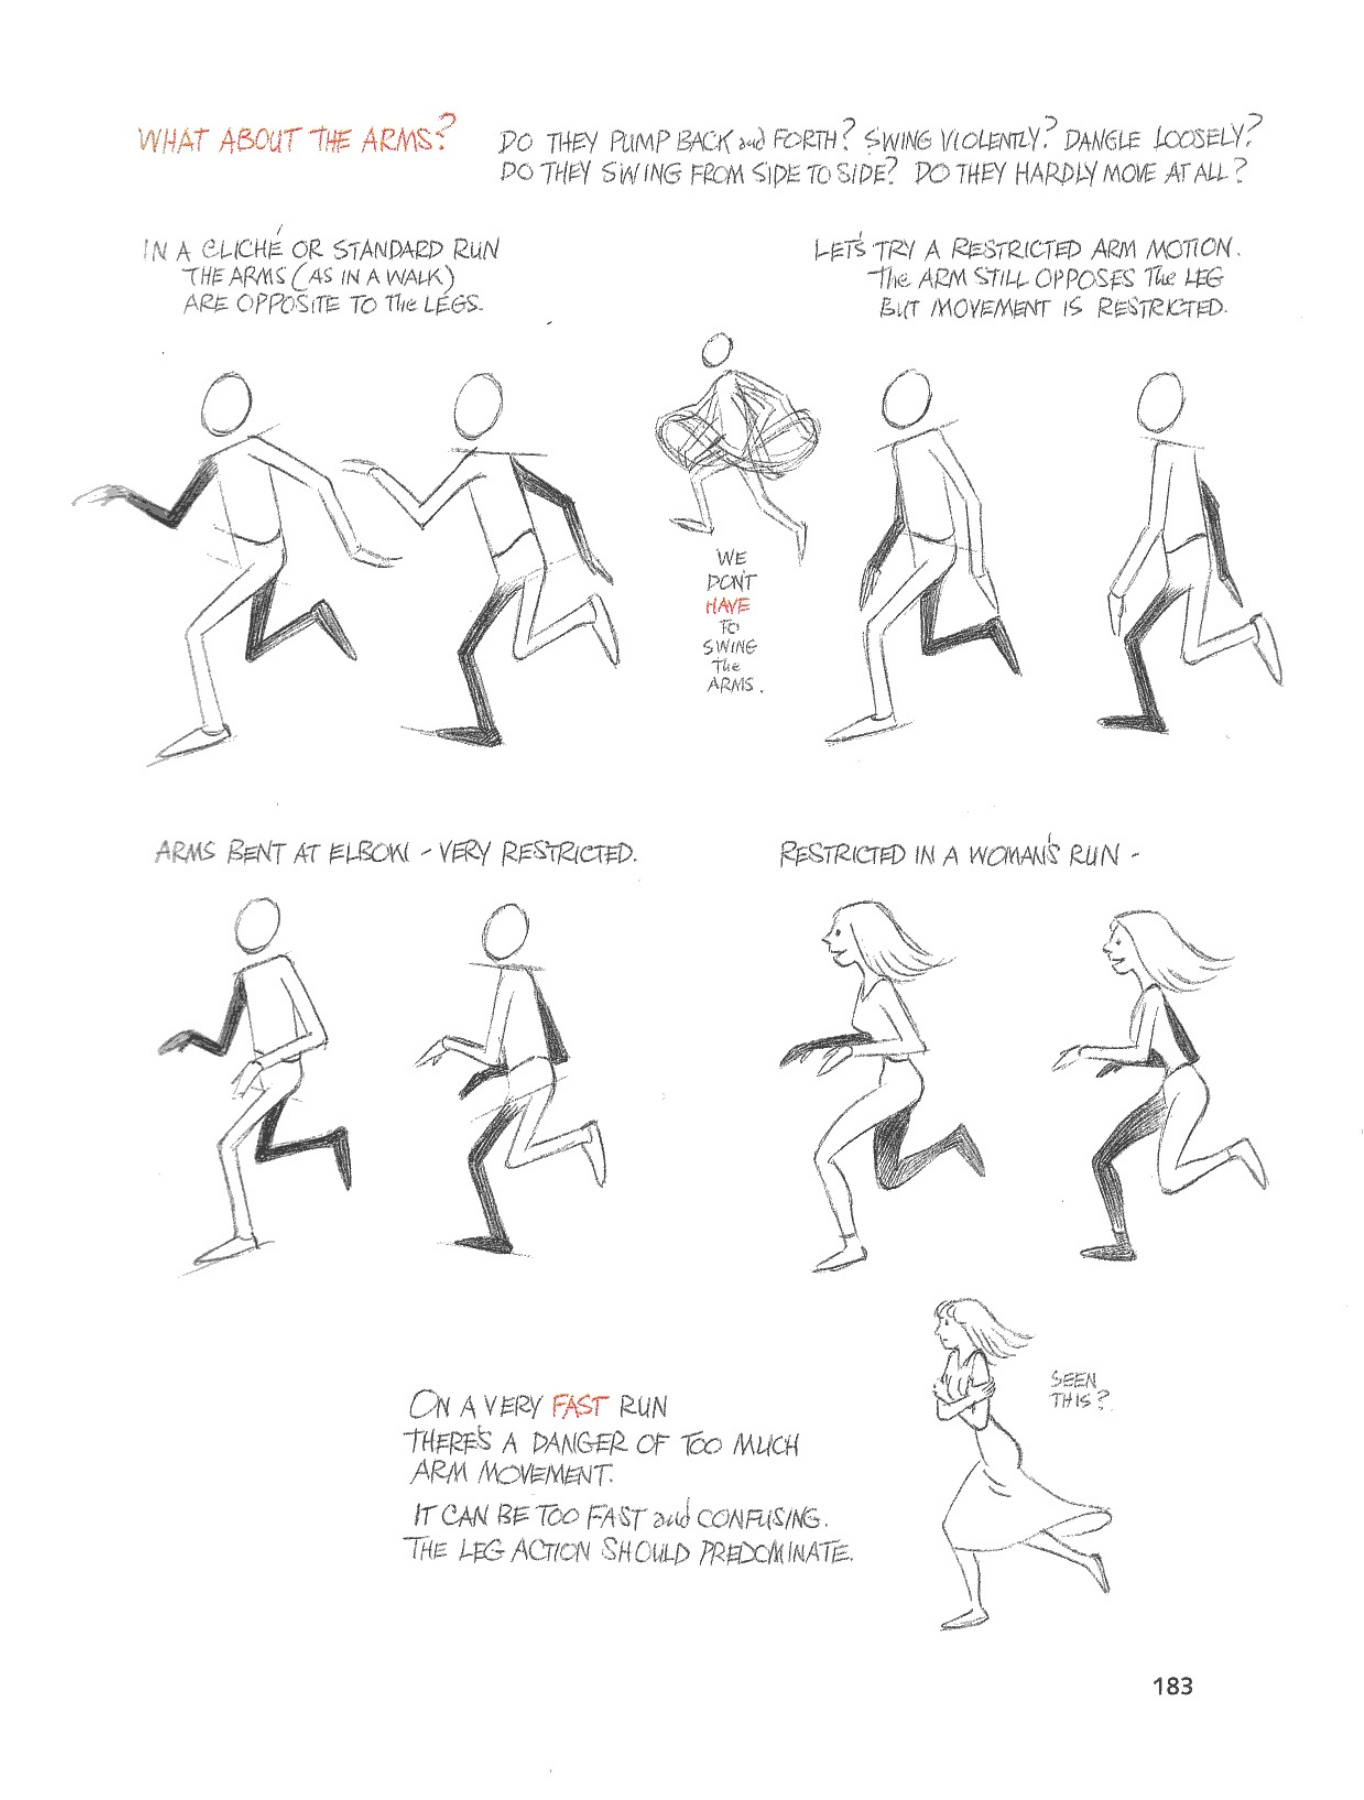 WHAT ABOUT THE ARMS?
DO THEY PUMP BACK and FORTH? SWING VIOLENTLY? DANGLE LOOSELY?
DO THEY SWING FROM SIDE TO SIDE? DO THEY HARDLY MOVE AT ALL?
IN A CLICHÉ OR STANDARD RUN
THE ARMS (AS IN A WALK)
ARE OPPOSITE TO The LEGS.
LET'S TRY A RESTRICTED ARM MOTION.
The ARM STILL OPPOSES The LEG
BUT MOVEMENT IS RESTRICTED.
WE
DON'T
HAVE
TO
SWING
The
ARMS.
ARMS BENT AT ELBOW - VERY RESTRICTED.
RESTRICTED IN A WOMAN'S RUN -
ON A VERY FAST RUN
THERE'S A DANGER OF TOO MUCH
ARM MOVEMENT.
IT CAN BE TOO FAST and CONFUSING.
THE LEG ACTION SHOULD PREDOMINATE.
SEEN
THIS?
183